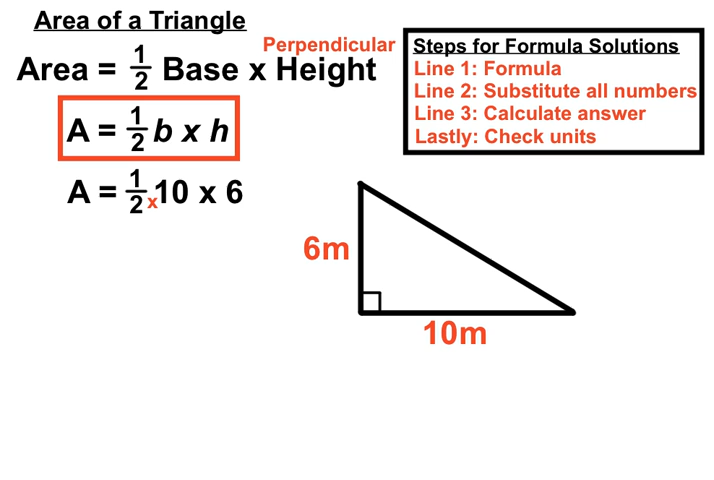 Area of a Triangle
Perpendicular
Area = 1/2 Base x Height
A = 1/2 b x h
A = 1/2 x 10 x 6
Steps for Formula Solutions
Line 1: Formula
Line 2: Substitute all numbers
Line 3: Calculate answer
Lastly: Check units
6m
10m